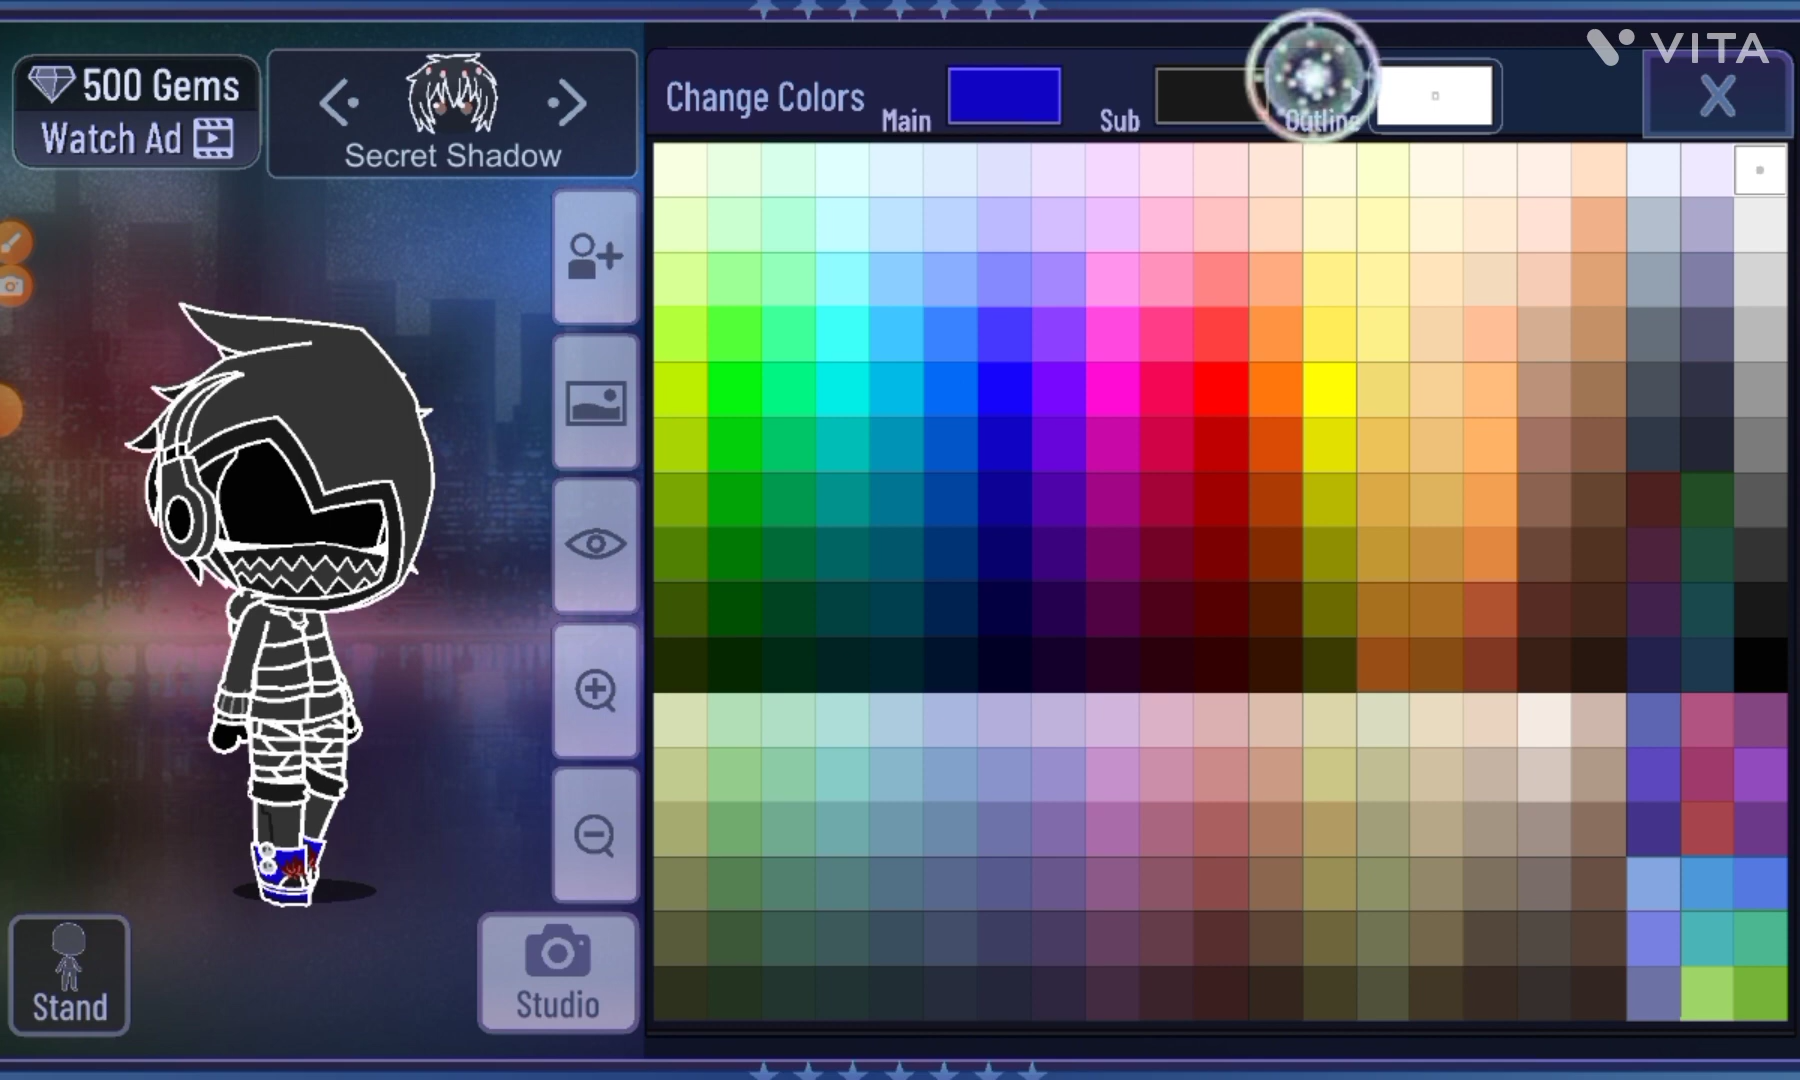 500 Gems
Watch Ad
Secret Shadow
Change Colors
Main
Sub
Outline
VITA
X
Stand
Studio